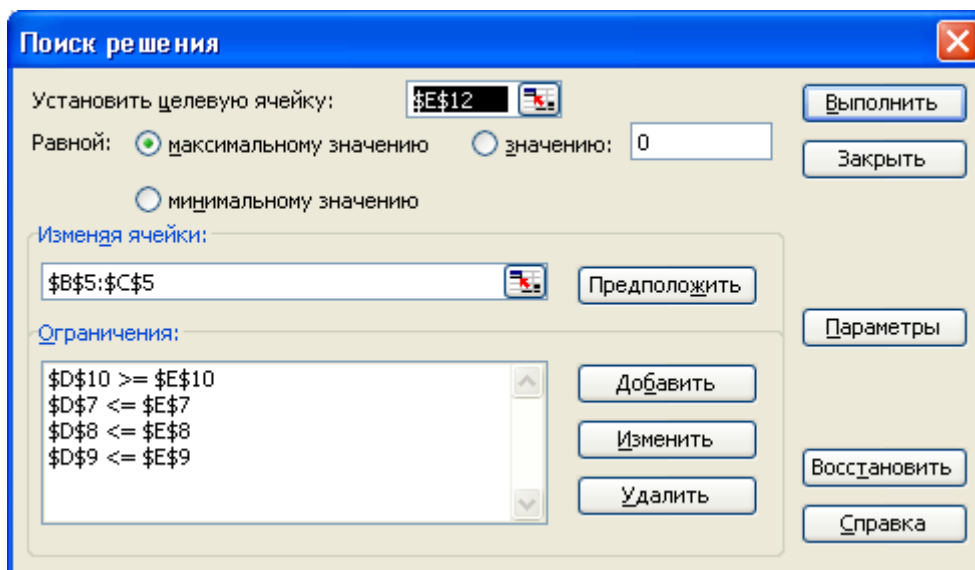 Поиск решения
Установить целевую ячейку: $E$12 Выполнить
Равной: максимальному значению значению: 0 Закрыть
минимальному значению
Изменяя ячейки:
$B$5:$C$5 Предположить
Ограничения: Параметры
$D$10 >= $E$10 Добавить
$D$7 <= $E$7
$D$8 <= $E$8 Изменить
$D$9 <= $E$9 Восстановить
Удалить
Справка